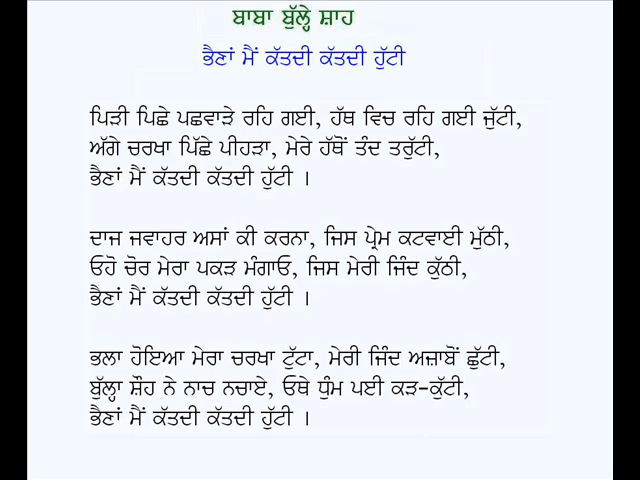 ਬਾਬਾ ਬੁੱਲ੍ਹੇ ਸ਼ਾਹ
ਭੈਣਾਂ ਮੈਂ ਕੱਤਦੀ ਕੱਤਦੀ ਹੁੱਟੀ
ਪਿੜੀ ਪਿਛੇ ਪਛਵਾੜੇ ਰਹਿ ਗਈ, ਹੱਥ ਵਿਚ ਰਹਿ ਗਈ ਜੁੱਟੀ,
ਅੱਗੇ ਚਰਖਾ ਪਿੱਛੇ ਪੀਹੜਾ, ਮੇਰੇ ਹੱਥੋਂ ਤੰਦ ਤਰੁੱਟੀ,
ਭੈਣਾਂ ਮੈਂ ਕੱਤਦੀ ਕੱਤਦੀ ਹੁੱਟੀ ।
ਦਾਜ ਜਵਾਹਰ ਅਸਾਂ ਕੀ ਕਰਨਾ, ਜਿਸ ਪ੍ਰੇਮ ਕਟਵਾਈ ਮੁੱਠੀ,
ਓਹੋ ਚੋਰ ਮੇਰਾ ਪਕੜ ਮੰਗਾਓ, ਜਿਸ ਮੇਰੀ ਜਿੰਦ ਕੁੱਠੀ,
ਭੈਣਾਂ ਮੈਂ ਕੱਤਦੀ ਕੱਤਦੀ ਹੁੱਟੀ ।
ਭਲਾ ਹੋਇਆ ਮੇਰਾ ਚਰਖਾ ਟੁੱਟਾ, ਮੇਰੀ ਜਿੰਦ ਅਜ਼ਾਬੋਂ ਛੁੱਟੀ,
ਬੁੱਲ੍ਹਾ ਸ਼ੌਹ ਨੇ ਨਾਚ ਨਚਾਏ, ਓਥੇ ਧੁੰਮ ਪਈ ਕੜ-ਕੁੱਟੀ,
ਭੈਣਾਂ ਮੈਂ ਕੱਤਦੀ ਕੱਤਦੀ ਹੁੱਟੀ ।